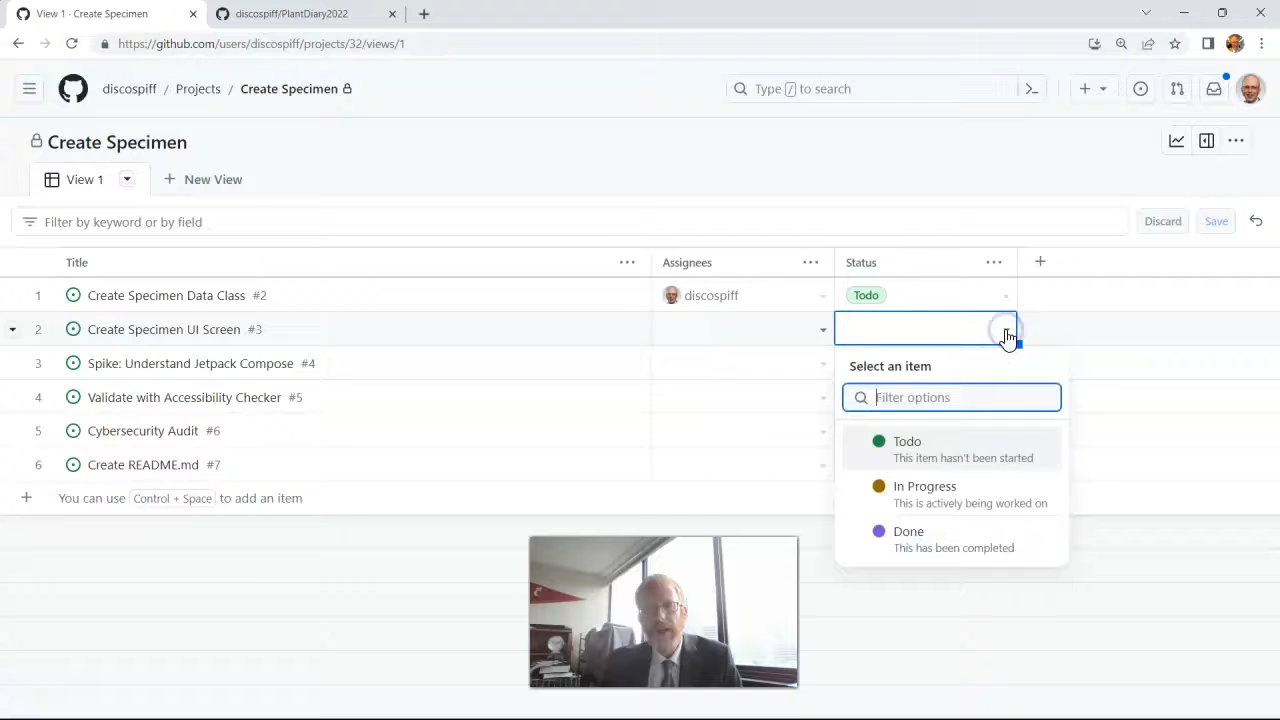 View 1 · Create Specimen
discospiff/PlantDiary2022
https://github.com/users/discospiff/projects/32/views/1
discospiff / Projects / Create Specimen
Type / to search
Create Specimen
View 1
New View
Filter by keyword or by field
Discard
Save
Title
Assignees
Status
1 Create Specimen Data Class #2 discospiff Todo
2 Create Specimen UI Screen #3
3 Spike: Understand Jetpack Compose #4
Select an item
4 Validate with Accessibility Checker #5
Filter options
5 Cybersecurity Audit #6
Todo
This item hasn't been started
6 Create README.md #7
In Progress
This is actively being worked on
You can use Control + Space to add an item
Done
This has been completed